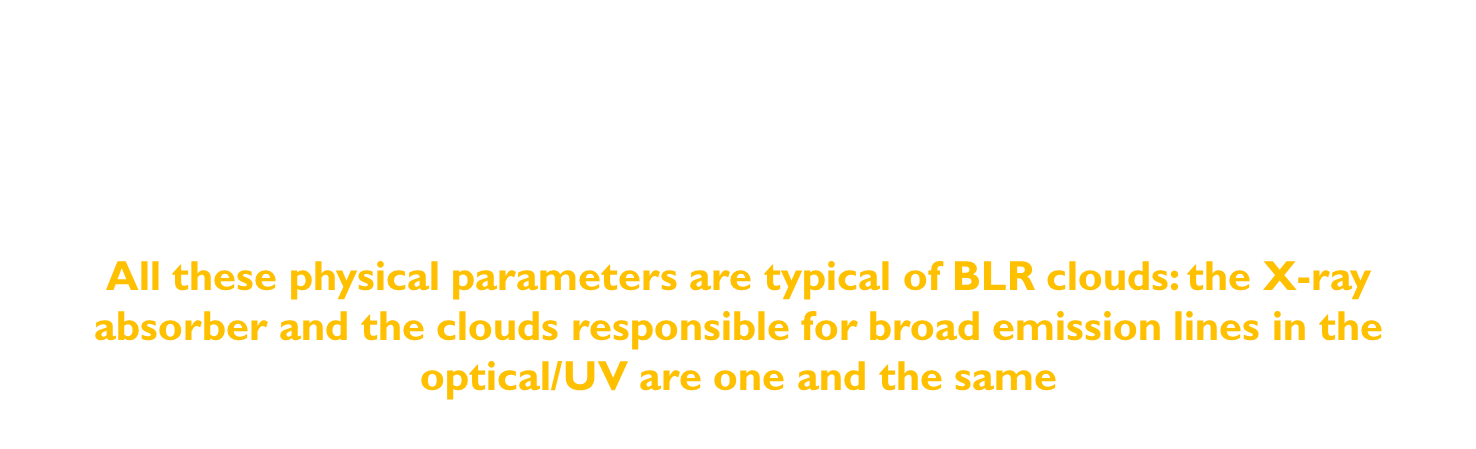 All these physical parameters are typical of BLR clouds: the X-ray
absorber and the clouds responsible for broad emission lines in the
optical/UV are one and the same